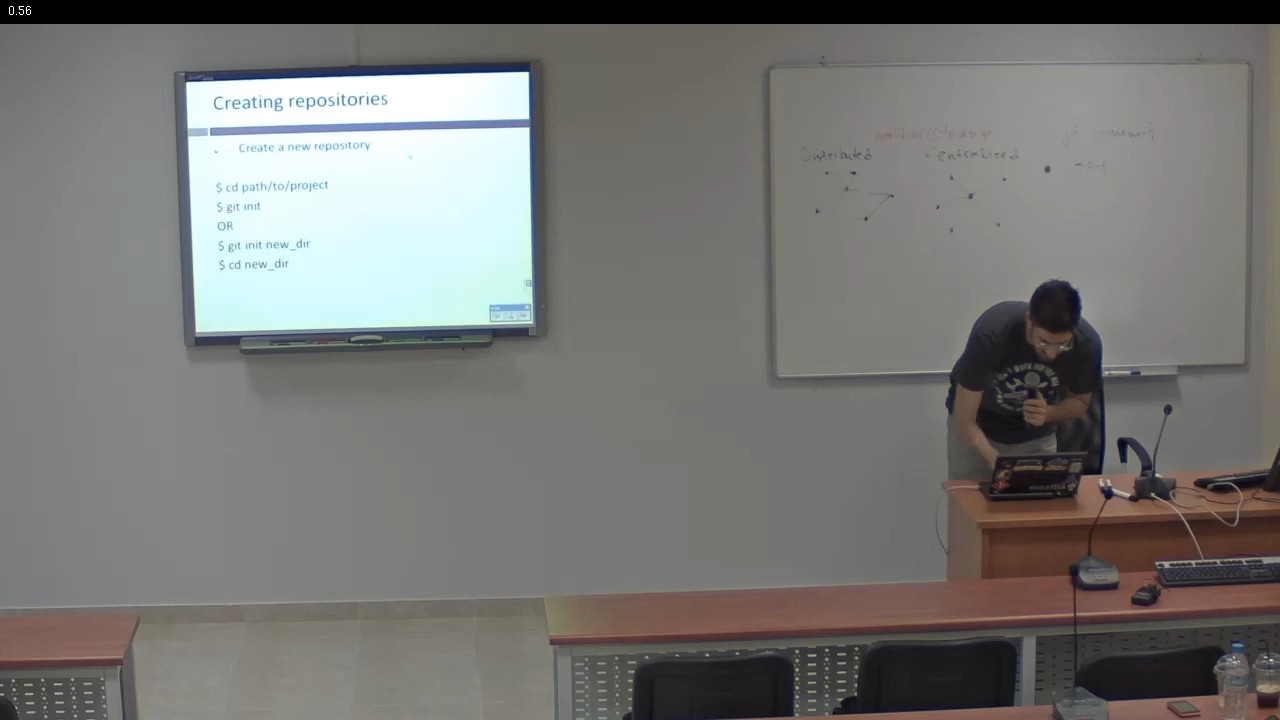 0.56
Creating repositories
Create a new repository
$ cd path/to/project
$ git init
OR
$ git init new_dir
$ cd new_dir
Distributed
Centralized
mozilla